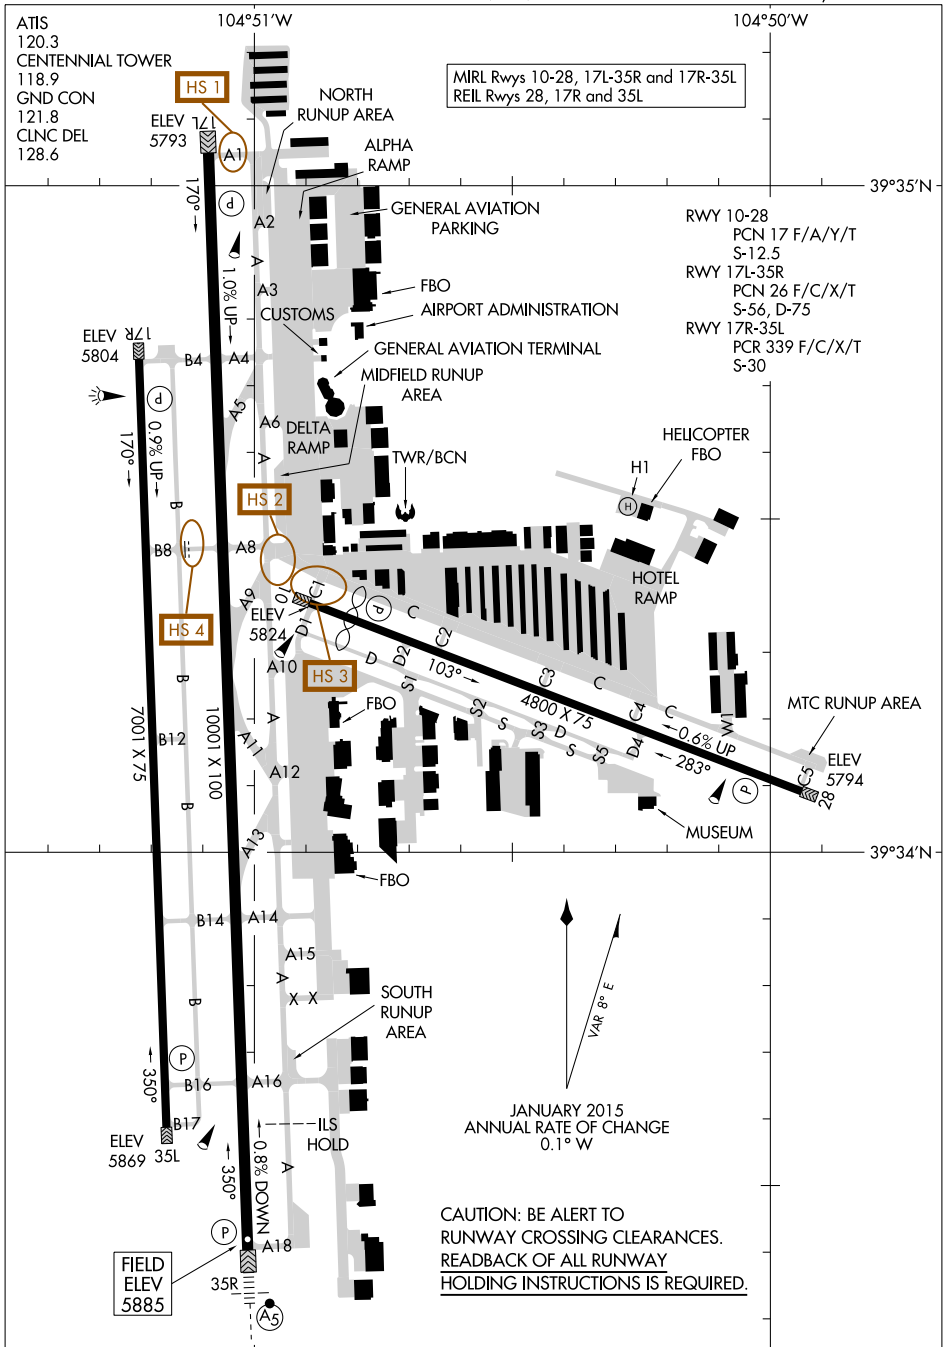 104°51'W
104°50'W
ATIS
120.3
CENTENNIAL TOWER
118.9
GND CON
121.8
CLNC DEL
128.6
HS 1
MIRL Rwys 10-28, 17L-35R and 17R-35L
REIL Rwys 28, 17R and 35L
NORTH
RUNUP AREA
ELEV
5793
17L
A1
ALPHA
RAMP
39°35'N
170°
P
A2
GENERAL AVIATION
PARKING
RWY 10-28
PCN 17 F/A/Y/T
S-12.5
RWY 17L-35R
PCN 26 F/C/X/T
S-56, D-75
RWY 17R-35L
PCR 339 F/C/X/T
S-30
A
1.0% UP
A3
FBO
CUSTOMS
AIRPORT ADMINISTRATION
ELEV
5804
17R
B4
A4
GENERAL AVIATION TERMINAL
MIDFIELD RUNUP
AREA
P
A5
A6
0.9% UP
170°
DELTA
RAMP
A
TWR/BCN
HELICOPTER
FBO
H1
H
HS 2
B
B8
A8
HOTEL
RAMP
HS 4
A9
10
C1
ELEV
5824
D1
P
C
HS 3
A10
D
D2
C2
103°
S1
C3
C
B
FBO
4800 X 75
S2
S
S3
D
S
S5
C4
D4
C
W1
0.6% UP
283°
MTC RUNUP AREA
ELEV
5794
C5
28
P
7001 X 75
10001 X 100
B12
A
A11
A12
B
MUSEUM
A13
39°34'N
FBO
B14
A14
A15
A
X X
B
SOUTH
RUNUP
AREA
VAR 8° E
P
350°
B16
A16
JANUARY 2015
ANNUAL RATE OF CHANGE
0.1° W
B17
ELEV
5869
35L
ILS
HOLD
350°
0.8% DOWN
A
P
A18
CAUTION: BE ALERT TO
RUNWAY CROSSING CLEARANCES.
READBACK OF ALL RUNWAY
HOLDING INSTRUCTIONS IS REQUIRED.
FIELD
ELEV
5885
35R
A5